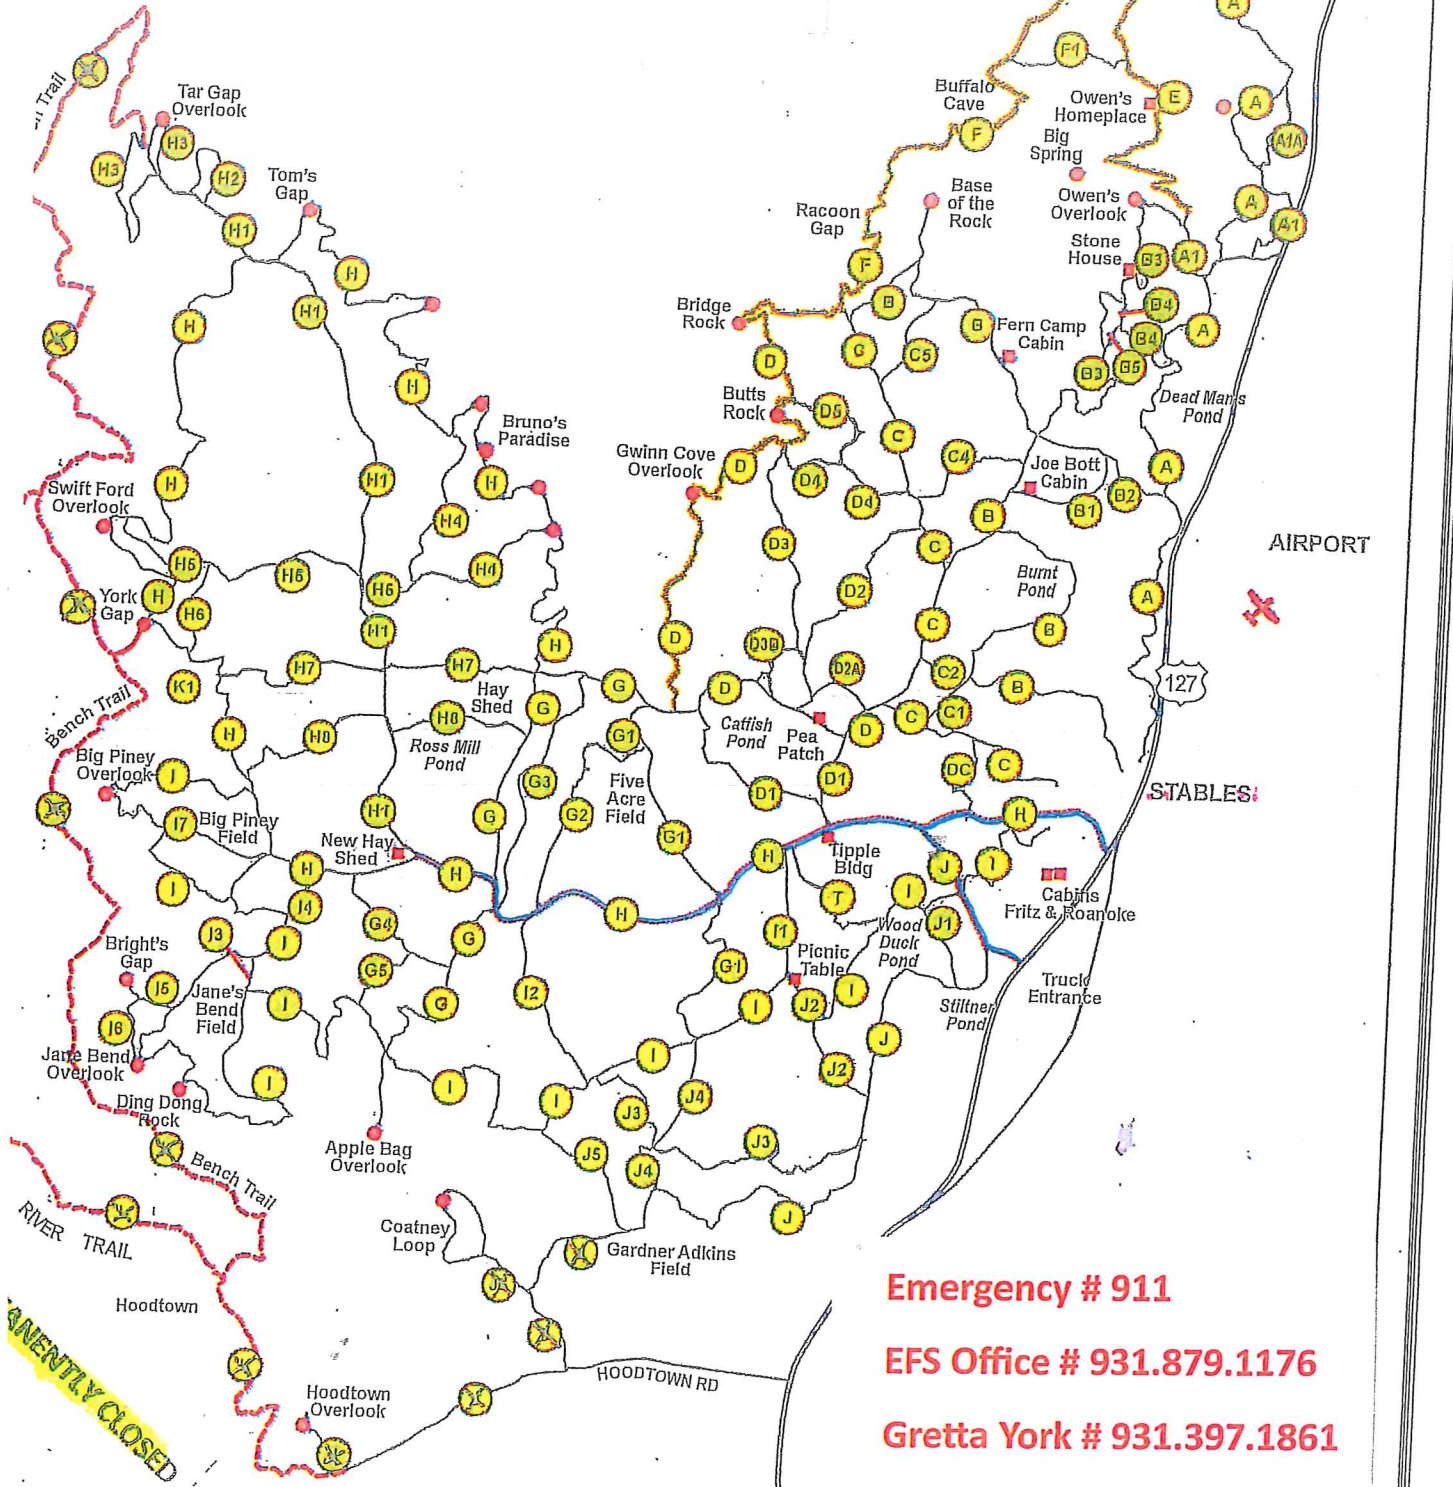 A
F1
Trail
Tar Gap
Overlook
Buffalo
Cave
Owen's
Homeplace
E
A
F
Big
Spring
A1A
H3
H3
H2
Tom's
Gap
Base
of the
Rock
Owen's
Overlook
A
Racoon
Gap
H1
Stone
House
A1
B3
A1
F
H
Bridge
Rock
B
B4
H1
H
B
Fern Camp
Cabin
A
B4
D
C5
B5
B3
H
Butts
Rock
D5
Dead Man's
Pond
Bruno's
Paradise
C
Gwinn Cove
Overlook
D
C4
Joe Bott
Cabin
A
H
H1
H
D4
D4
B2
B1
Swift Ford
Overlook
H4
B
D3
C
AIRPORT
H5
H4
Burnt
Pond
York
Gap
H
H6
D2
A
H6
H1
D
C
B
H
D3B
H7
H7
D2A
C2
K1
Hay
Shed
G
D
B
127
H8
G
C1
C
H
H8
Ross Mill
Pond
G1
Catfish
Pond
Pea
Patch
D
Bench Trail
Big Piney
Overlook
G3
Five
Acre
Field
D1
DC
C
D1
STABLES
H1
G
G2
H
I7
Big Piney
Field
G1
New Hay
Shed
H
H
H
Tipple
Bldg
J
Cabins
Fritz & Roanoke
I4
T
I
H
G4
Wood
Duck
Pond
J1
I3
I
G
I1
Bright's
Gap
G5
G1
Picnic
Table
Truck
Entrance
I5
Jane's
Bend
Field
I
I2
I
J2
I
Stiltner
Pond
G
I6
J
Jane Bend
Overlook
I
J2
I
I
I
J4
Ding Dong
Rock
J3
J3
Apple Bag
Overlook
J5
J4
Bench Trail
J
RIVER TRAIL
Coatney
Loop
Gardner Adkins
Field
Hoodtown
Emergency # 911
ANENTLY CLOSED
EFS Office # 931.879.1176
HOODTOWN RD
Hoodtown
Overlook
Gretta York # 931.397.1861